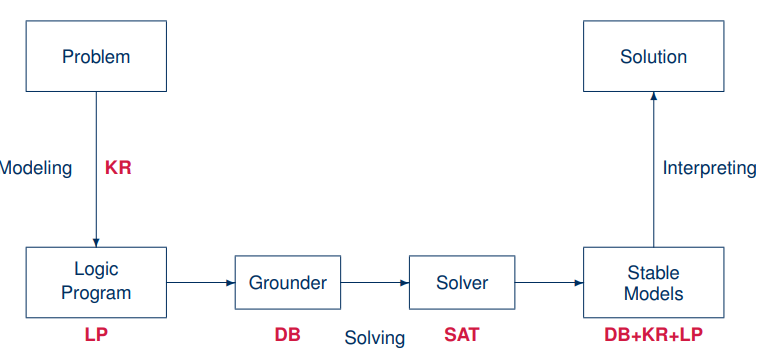 Problem
Solution
Modeling
KR
Interpreting
Logic
Program
Grounder
Solver
Stable
Models
LP
DB
Solving
SAT
DB+KR+LP